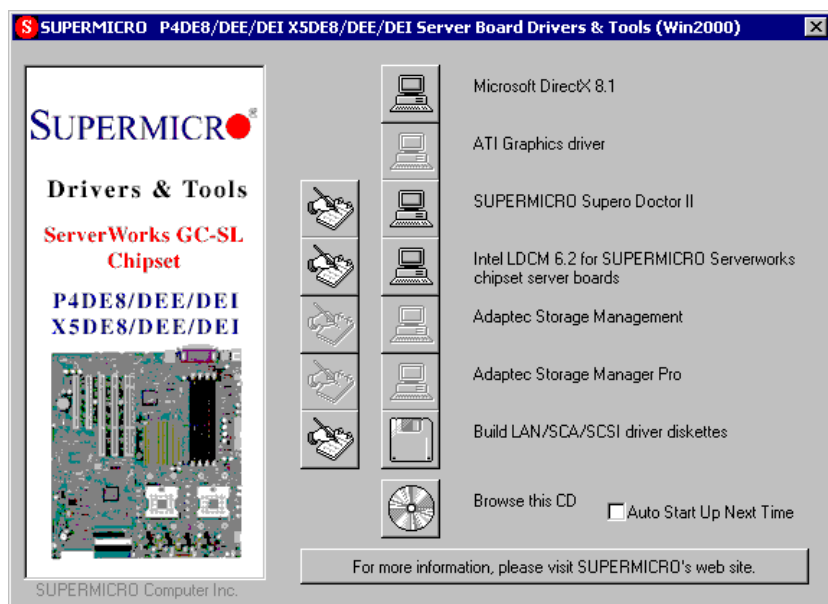 SUPERMICRO P4DE8/DEE/DEI X5DE8/DEE/DEI Server Board Drivers & Tools (Win2000)
SUPERMICRO®
Drivers & Tools
ServerWorks GC-SL
Chipset
P4DE8/DEE/DEI
X5DE8/DEE/DEI
SUPERMICRO Computer Inc.
Microsoft DirectX 8.1
ATI Graphics driver
SUPERMICRO Supero Doctor II
Intel LDCM 6.2 for SUPERMICRO Serverworks
chipset server boards
Adaptec Storage Management
Adaptec Storage Manager Pro
Build LAN/SCA/SCSI driver diskettes
Browse this CD
Auto Start Up Next Time
For more information, please visit SUPERMICRO's web site.